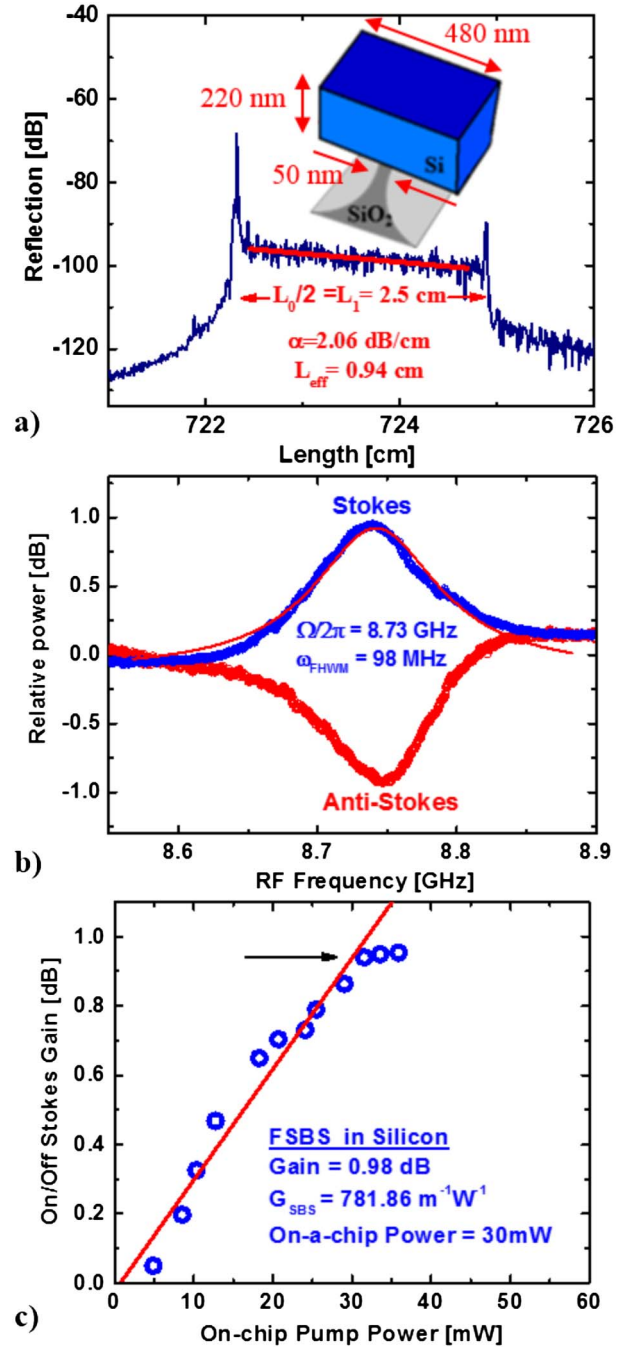 -40
-60
-80
-100
-120
Reflection [dB]
480 nm
220 nm
50 nm
Si
SiO₂
L₀/2 =L₁= 2.5 cm
α=2.06 dB/cm
L_eff = 0.94 cm
722
724
726
Length [cm]
a)
1.0
0.5
0.0
-0.5
-1.0
Relative power [dB]
Stokes
Ω/2π = 8.73 GHz
ω_FHWM = 98 MHz
Anti-Stokes
8.6
8.7
8.8
8.9
RF Frequency [GHz]
b)
1.0
0.8
0.6
0.4
0.2
0.0
On/Off Stokes Gain [dB]
FSBS in Silicon
Gain = 0.98 dB
G_SBS = 781.86 m⁻¹W⁻¹
On-a-chip Power = 30mW
0 10 20 30 40 50 60
On-chip Pump Power [mW]
c)